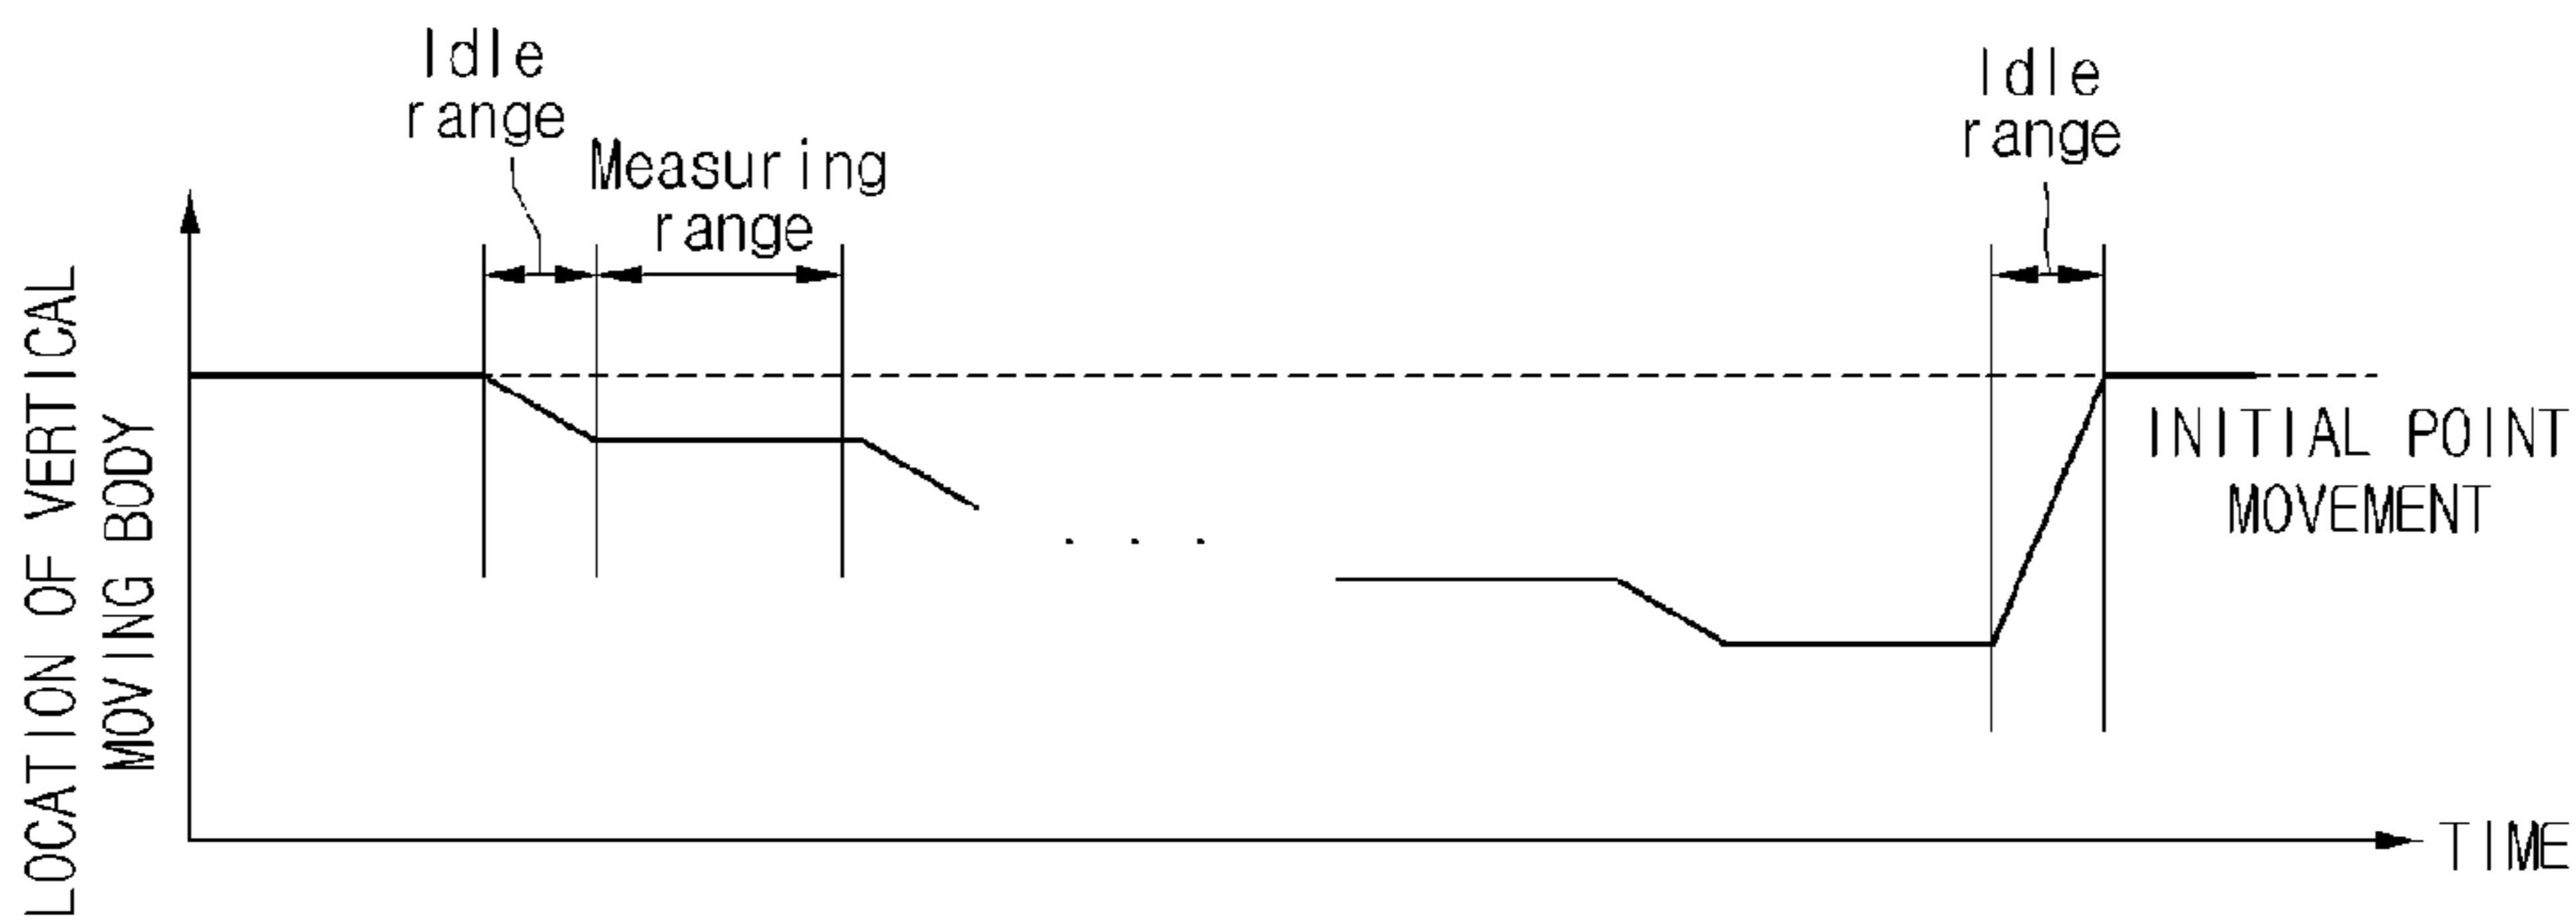 Idle
range
Measuring
range
Idle
range
LOCATION OF VERTICAL
MOVING BODY
. . .
INITIAL POINT
MOVEMENT
TIME